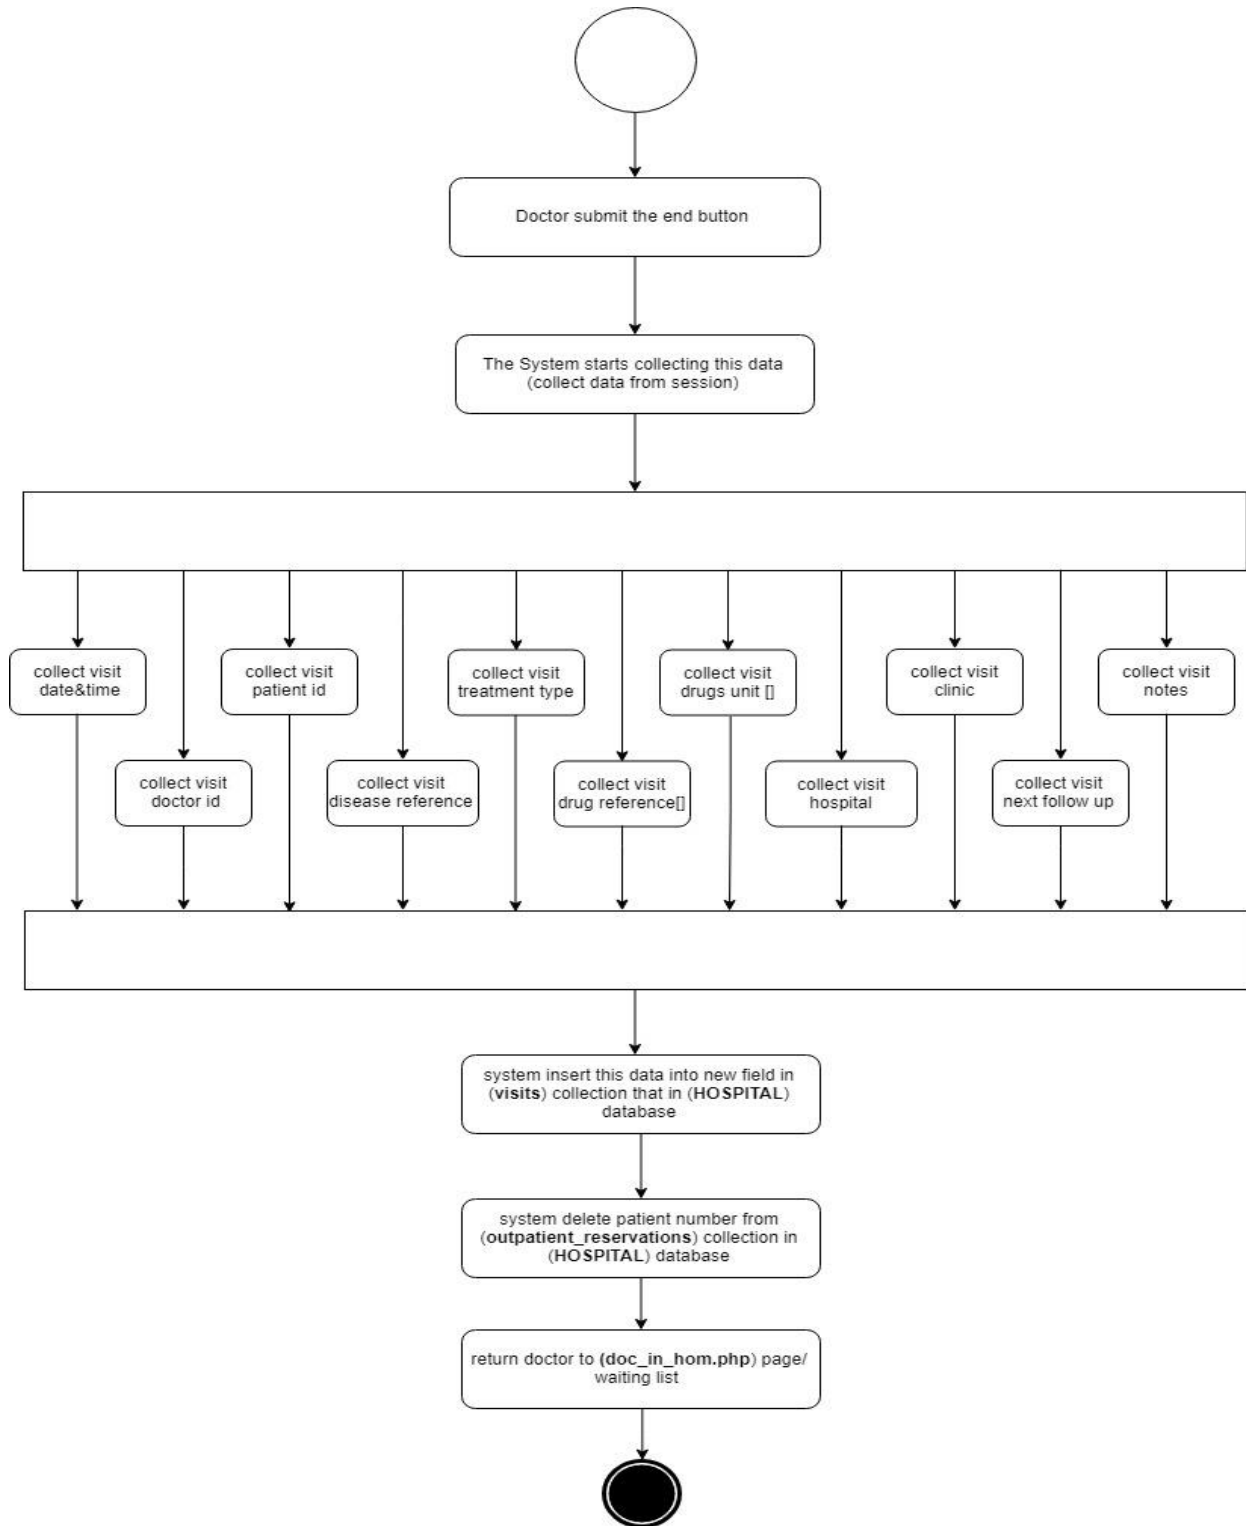 Doctor submit the end button
The System starts collecting this data
(collect data from session)
collect visit
date&time
collect visit
patient id
collect visit
treatment type
collect visit
drugs unit []
collect visit
clinic
collect visit
notes
collect visit
doctor id
collect visit
disease reference
collect visit
drug reference[]
collect visit
hospital
collect visit
next follow up
system insert this data into new field in
(visits) collection that in (HOSPITAL)
database
system delete patient number from
(outpatient_reservations) collection in
(HOSPITAL) database
return doctor to (doc_in_hom.php) page/
waiting list